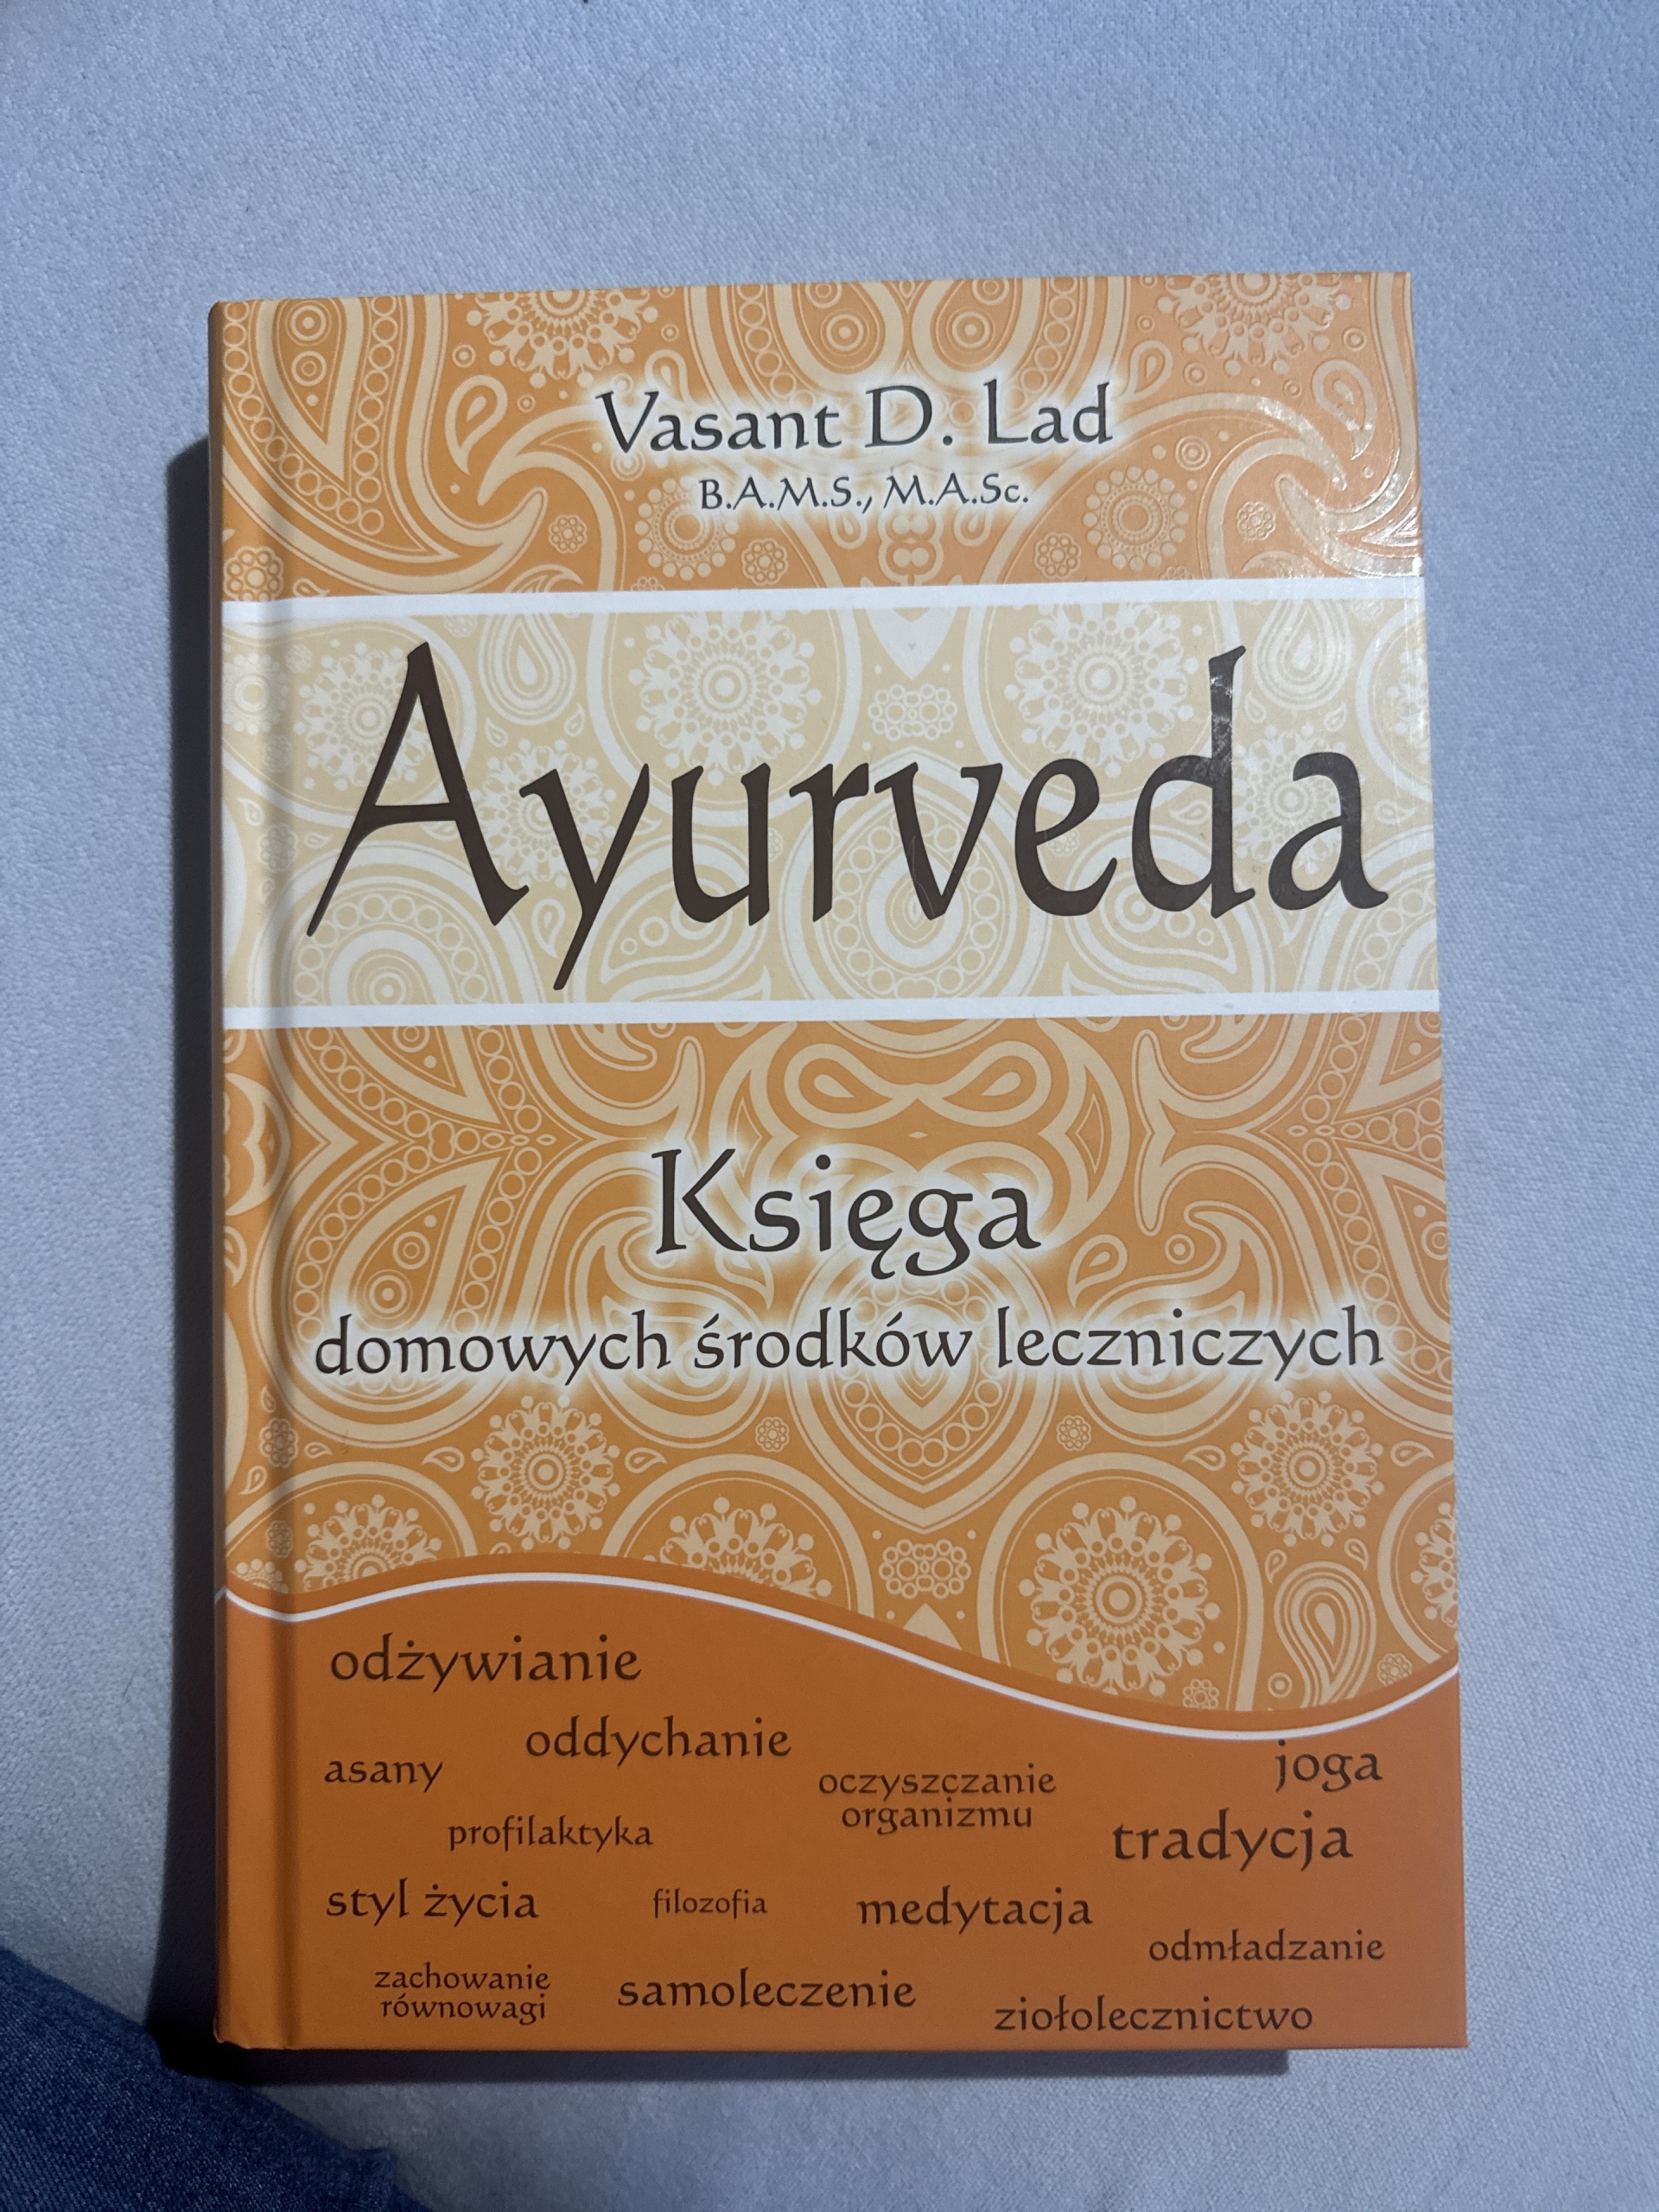 Vasant D. Lad
B.A.M.S., M.A.Sc.
Ayurveda
Księga
domowych środków leczniczych
odżywianie
oddychanie
asany
oczyszczanie
organizmu
joga
profilaktyka
tradycja
styl życia
filozofia
medytacja
odmładzanie
zachowanie
równowagi
samoleczenie
ziołolecznictwo